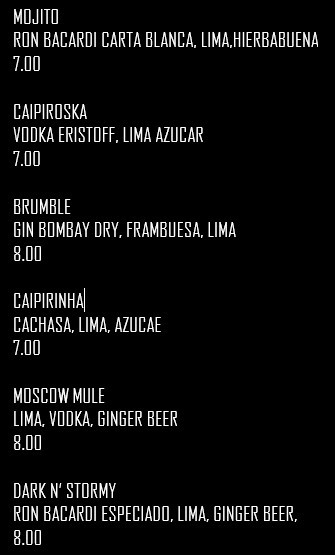 MOJITO
RON BACARDI CARTA BLANCA, LIMA,HIERBABUENA
7.00
CAIPIROSKA
VODKA ERISTOFF, LIMA AZUCAR
7.00
BRUMBLE
GIN BOMBAY DRY, FRAMBUESA, LIMA
8.00
CAIPIRINHA
CACHASA, LIMA, AZUCAE
7.00
MOSCOW MULE
LIMA, VODKA, GINGER BEER
8.00
DARK N' STORMY
RON BACARDI ESPECIADO, LIMA, GINGER BEER,
8.00